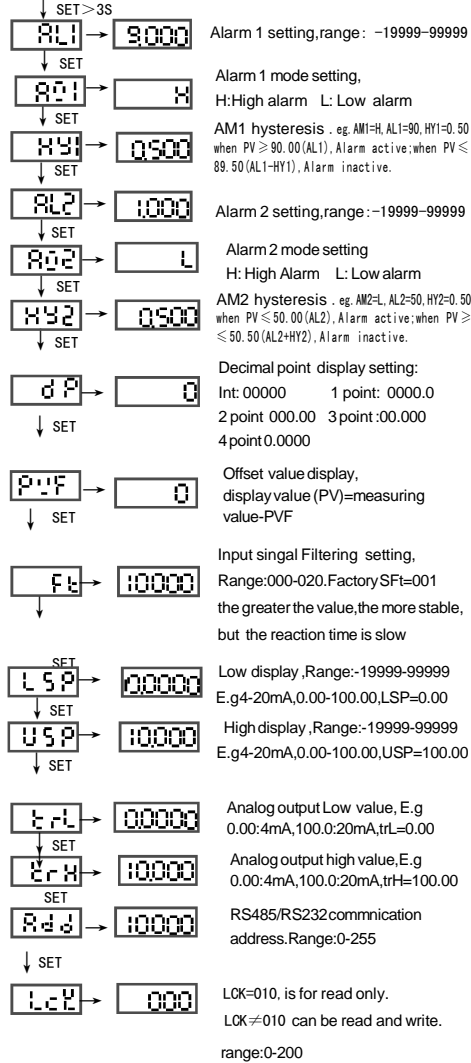 SET＞3S
AL1 9.000 Alarm 1 setting,range: -19999-99999
SET
AO1 H Alarm 1 mode setting,
H:High alarm L: Low alarm
SET
HY1 0.500 AM1 hysteresis . eg. AM1=H, AL1=90, HY1=0.50
when PV≥90.00(AL1), Alarm active;when PV≤
89.50(AL1-HY1), Alarm inactive.
SET
AL2 1.000 Alarm 2 setting,range:-19999-99999
SET
AO2 L Alarm 2 mode setting
H: High Alarm L: Low alarm
SET
HY2 0.500 AM2 hysteresis . eg. AM2=L, AL2=50, HY2=0.50
when PV≤50.00(AL2), Alarm active;when PV≥
≤50.50(AL2+HY2), Alarm inactive.
SET
dP 0 Decimal point display setting:
Int: 00000 1 point: 0000.0
2 point 000.00 3 point :00.000
4 point 0.0000
SET
PVF 0 Offset value display,
display value (PV)=measuring
value-PVF
SET
Ft 10000 Input singal Filtering setting,
Range:000-020.Factory SFt=001
the greater the value,the more stable,
but the reaction time is slow
SET
LSP 0.0000 Low display ,Range:-19999-99999
E.g4-20mA,0.00-100.00,LSP=0.00
SET
USP 10.000 High display ,Range:-19999-99999
E.g4-20mA,0.00-100.00,USP=100.00
SET
trL 0.0000 Analog output Low value, E.g
0.00:4mA,100.0:20mA,trL=0.00
SET
trH 10.000 Analog output high value,E.g
0.00:4mA,100.0:20mA,trH=100.00
SET
Add 10000 RS485/RS232 commnication
address.Range:0-255
SET
LcK 000 LCK=010, is for read only.
LCK≠010 can be read and write.
range:0-200